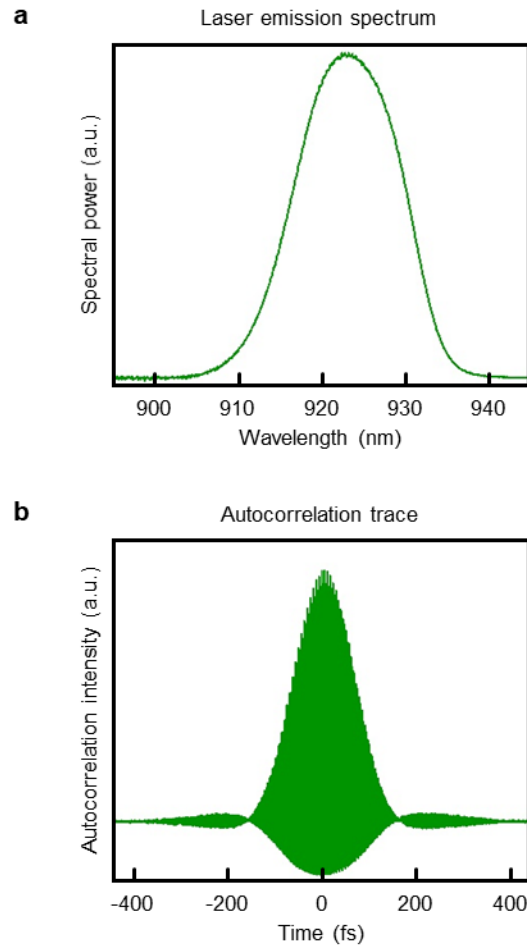 a
Laser emission spectrum
Spectral power (a.u.)
900 910 920 930 940
Wavelength (nm)
b
Autocorrelation trace
Autocorrelation intensity (a.u.)
-400 -200 0 200 400
Time (fs)